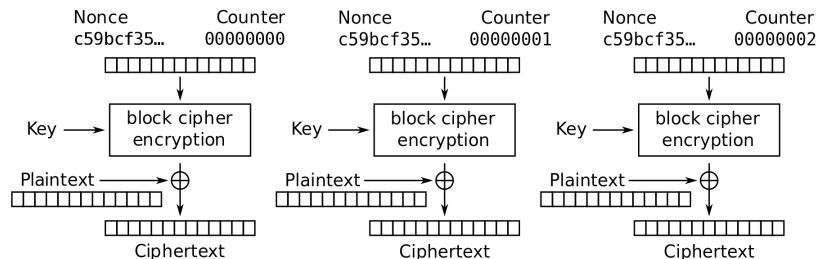 Nonce Counter Nonce Counter Nonce Counter
c59bcf35… 00000000 c59bcf35… 00000001 c59bcf35… 00000002
Key block cipher encryption Key block cipher encryption Key block cipher encryption
Plaintext Plaintext Plaintext
Ciphertext Ciphertext Ciphertext